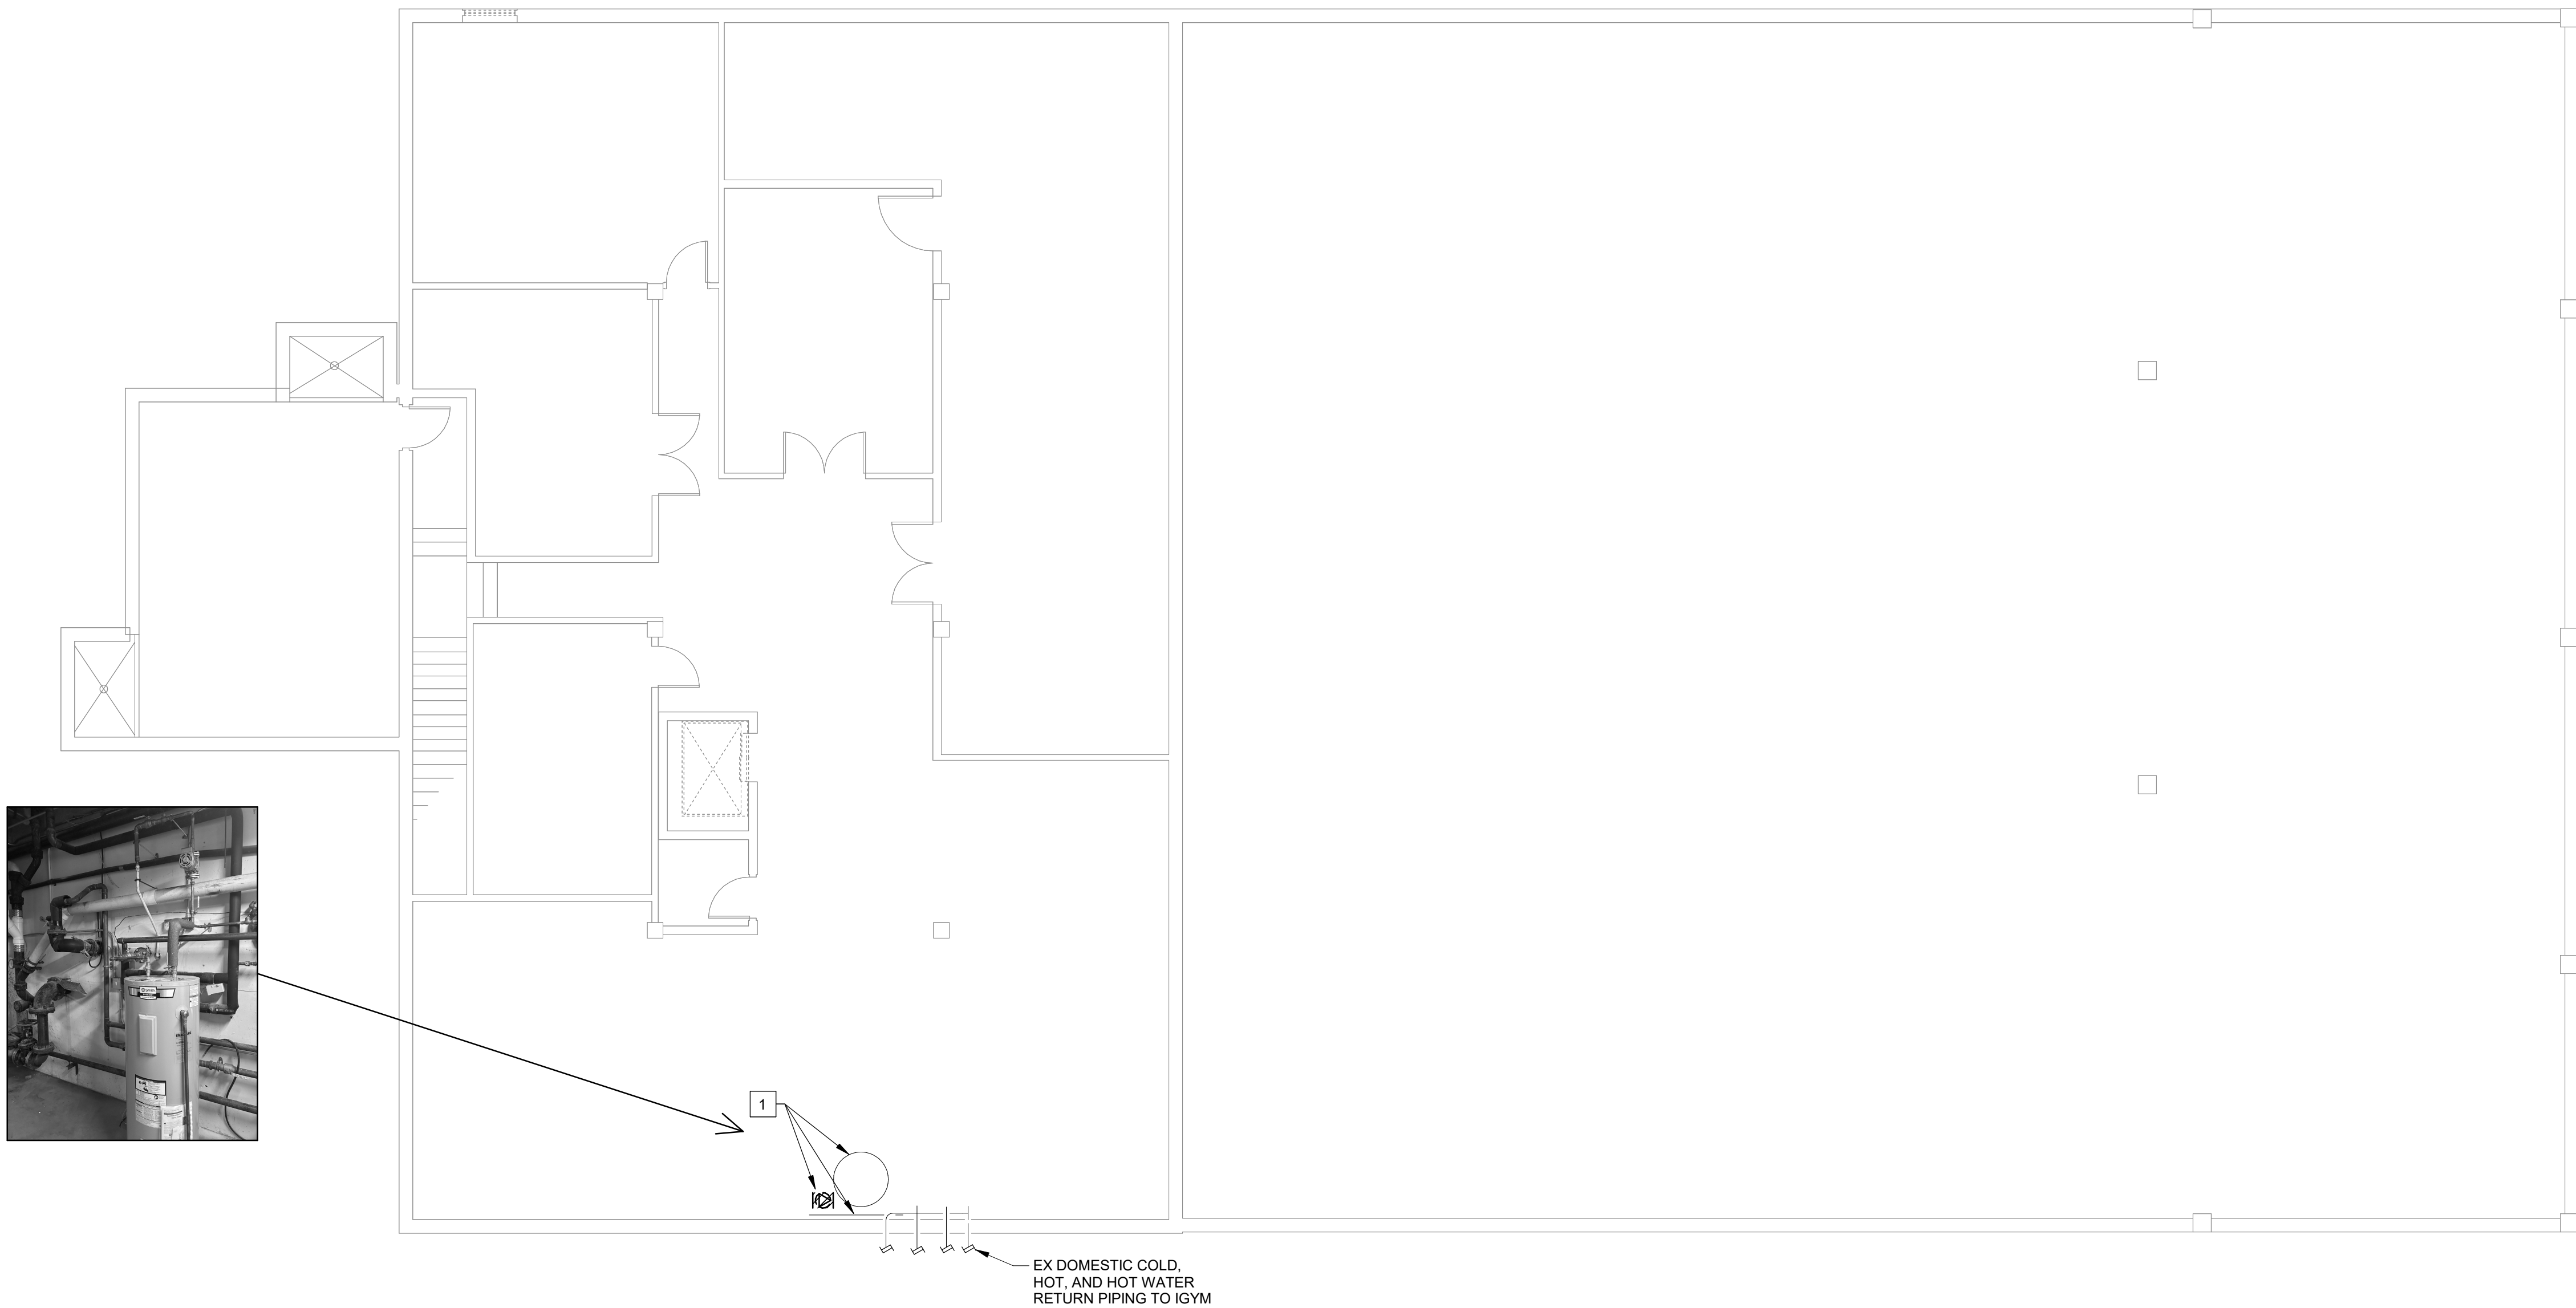 1
EX DOMESTIC COLD,
HOT, AND HOT WATER
RETURN PIPING TO IGYM